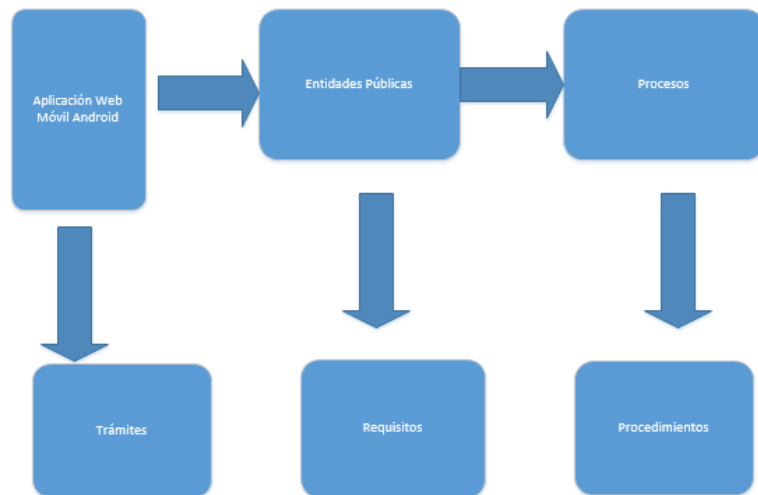 Aplicación Web
Móvil Android
Entidades Públicas
Procesos
Trámites
Requisitos
Procedimientos